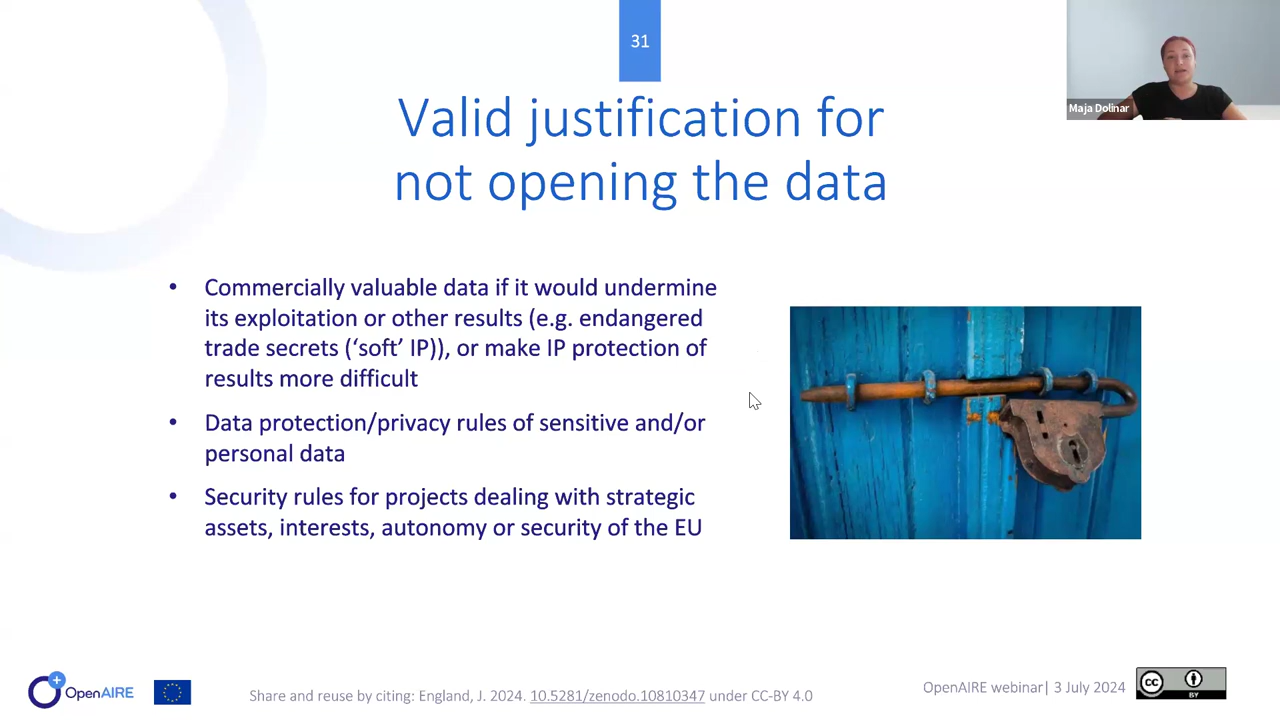 31
Maja Dolinar
Valid justification for
not opening the data
• Commercially valuable data if it would undermine
its exploitation or other results (e.g. endangered
trade secrets (‘soft’ IP)), or make IP protection of
results more difficult
• Data protection/privacy rules of sensitive and/or
personal data
• Security rules for projects dealing with strategic
assets, interests, autonomy or security of the EU
OpenAIRE
Share and reuse by citing: England, J. 2024. 10.5281/zenodo.10810347 under CC-BY 4.0
OpenAIRE webinar| 3 July 2024
cc
BY